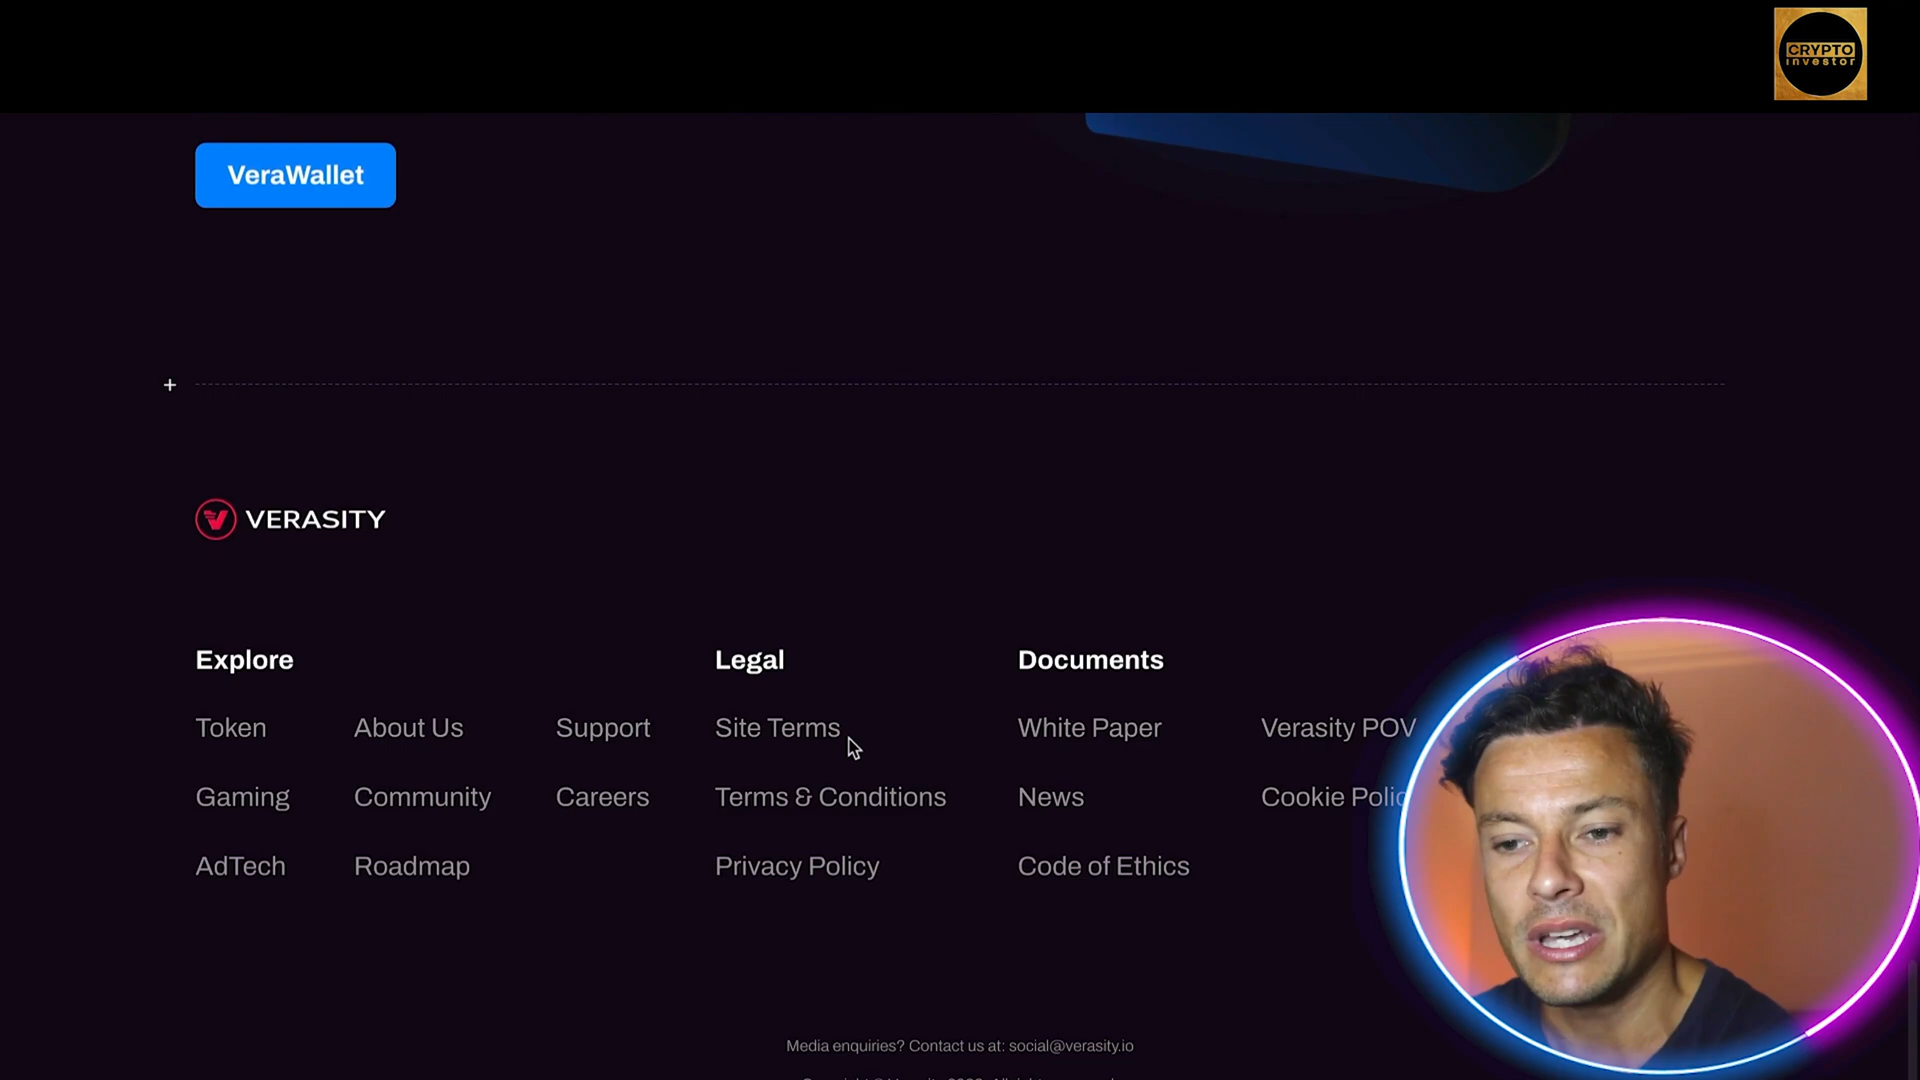 CRYPTO
investor
VeraWallet
+
VERASITY
Explore
Legal
Documents
Token
About Us
Support
Site Terms
White Paper
Verasity POV
Gaming
Community
Careers
Terms & Conditions
News
Cookie
AdTech
Roadmap
Privacy Policy
Code of Ethics
Media enquiries? Contact us at: social@verasity.io